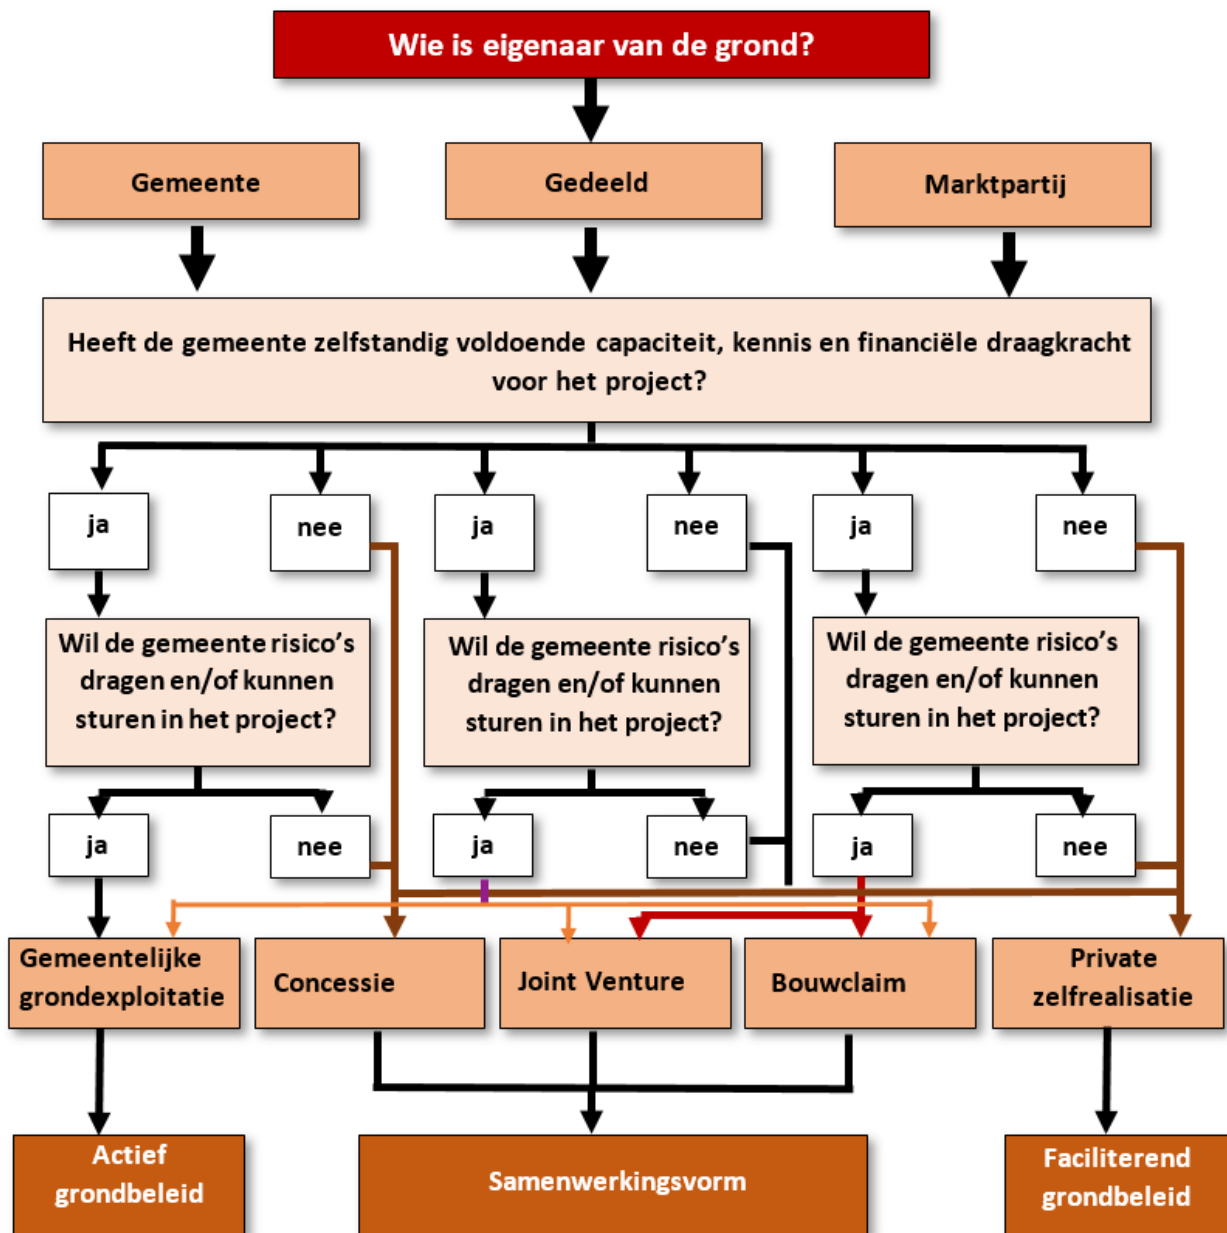 Wie is eigenaar van de grond?
Gemeente
Gedeeld
Marktpartij
Heeft de gemeente zelfstandig voldoende capaciteit, kennis en financiële draagkracht
voor het project?
ja
nee
ja
nee
ja
nee
Wil de gemeente risico's
dragen en/of kunnen
sturen in het project?
Wil de gemeente risico's
dragen en/of kunnen
sturen in het project?
Wil de gemeente risico's
dragen en/of kunnen
sturen in het project?
ja
nee
ja
nee
ja
nee
Gemeentelijke
grondexploitatie
Concessie
Joint Venture
Bouwclaim
Private
zelfrealisatie
Actief
grondbeleid
Samenwerkingsvorm
Faciliterend
grondbeleid